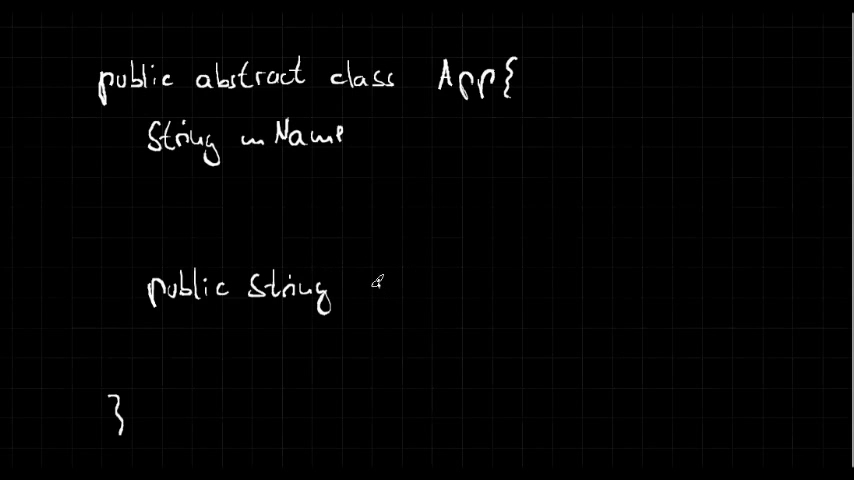 public abstract class App{
String mName
public String
}